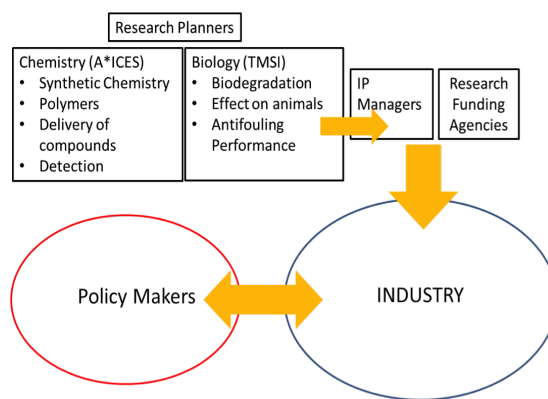 Research Planners
Chemistry (A*ICES)
• Synthetic Chemistry
• Polymers
• Delivery of
compounds
• Detection
Biology (TMSI)
• Biodegradation
• Effect on animals
• Antifouling
Performance
IP
Managers
Research
Funding
Agencies
Policy Makers
INDUSTRY